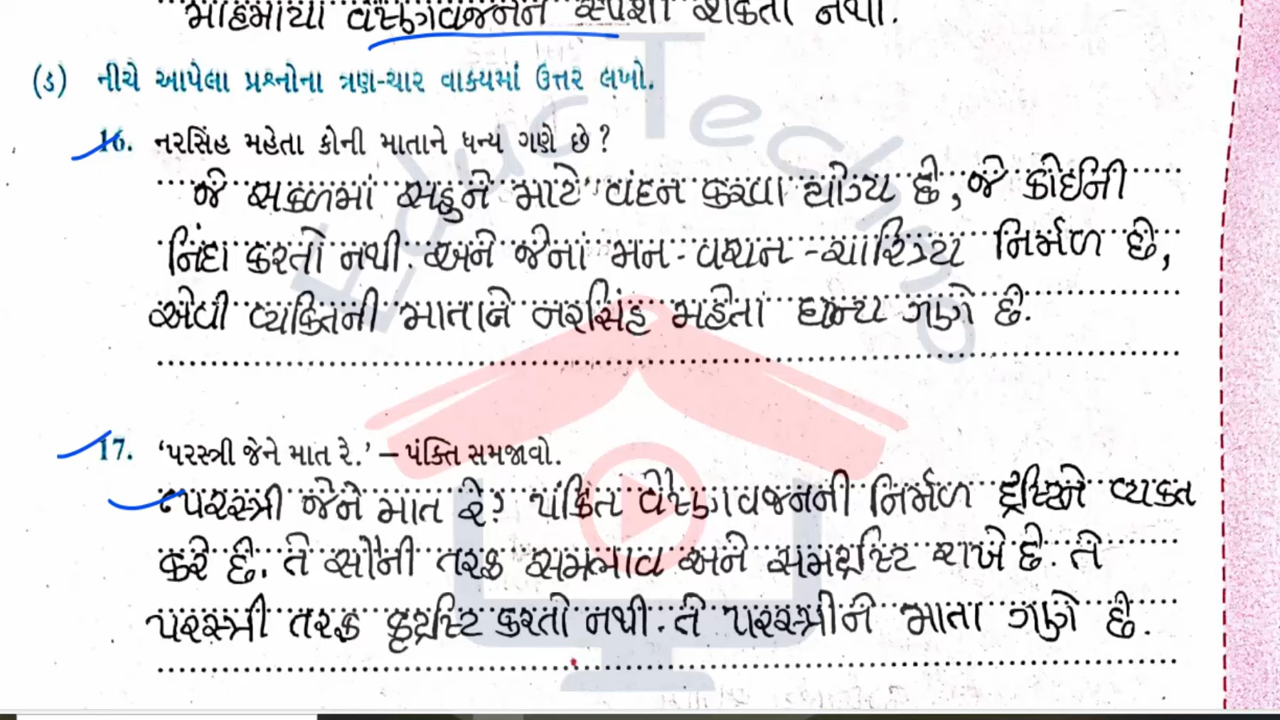 મોહમાયા વૈષ્ણવજનને સ્પર્શી શકતી નથી.
(ડ) નીચે આપેલા પ્રશ્નોના ત્રણ-ચાર વાક્યમાં ઉત્તર લખો.
16. નરસિંહ મહેતા કોની માતાને ધન્ય ગણે છે?
જે સકળમાં સહુને માટે વંદન કરવા યોગ્ય છે, જે કોઈની
નિંદા કરતો નથી. અને જેનાં મન - વચન - ચારિત્ર્ય નિર્મળ છે,
એવી વ્યક્તિની માતાને નરસિંહ મહેતા ધન્ય ગણે છે.
17. ‘પરસ્ત્રી જેને માત રે.’ – પંક્તિ સમજાવો.
‘પરસ્ત્રી જેને માત રે’ પંક્તિ વૈષ્ણવજનની નિર્મળ દ્રષ્ટિને વ્યક્ત
કરે છે. તે સૌની તરફ સમભાવ અને સમદ્રષ્ટિ રાખે છે. તે
પરસ્ત્રી તરફ કુદ્રષ્ટિ કરતો નથી. તે પરસ્ત્રીને માતા ગણે છે.
EducTechno